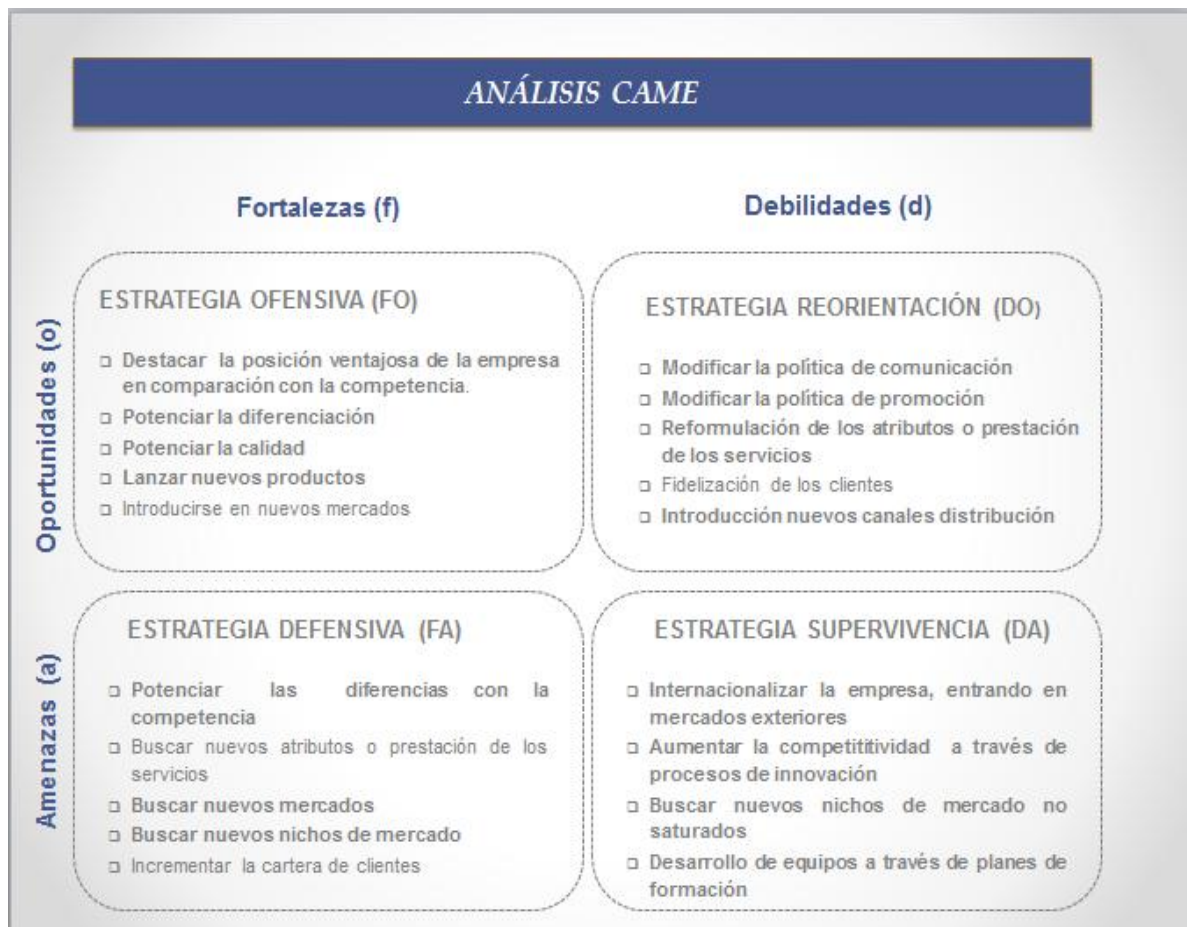 ANÁLISIS CAME
Fortalezas (f)
Debilidades (d)
Oportunidades (o)
ESTRATEGIA OFENSIVA (FO)
Destacar la posición ventajosa de la empresa
en comparación con la competencia.
Potenciar la diferenciación
Potenciar la calidad
Lanzar nuevos productos
Introducirse en nuevos mercados
ESTRATEGIA REORIENTACIÓN (DO)
Modificar la política de comunicación
Modificar la política de promoción
Reformulación de los atributos o prestación
de los servicios
Fidelización de los clientes
Introducción nuevos canales distribución
Amenazas (a)
ESTRATEGIA DEFENSIVA (FA)
Potenciar las diferencias con la
competencia
Buscar nuevos atributos o prestación de los
servicios
Buscar nuevos mercados
Buscar nuevos nichos de mercado
Incrementar la cartera de clientes
ESTRATEGIA SUPERVIVENCIA (DA)
Internacionalizar la empresa, entrando en
mercados exteriores
Aumentar la competititividad a través de
procesos de innovación
Buscar nuevos nichos de mercado no
saturados
Desarrollo de equipos a través de planes de
formación